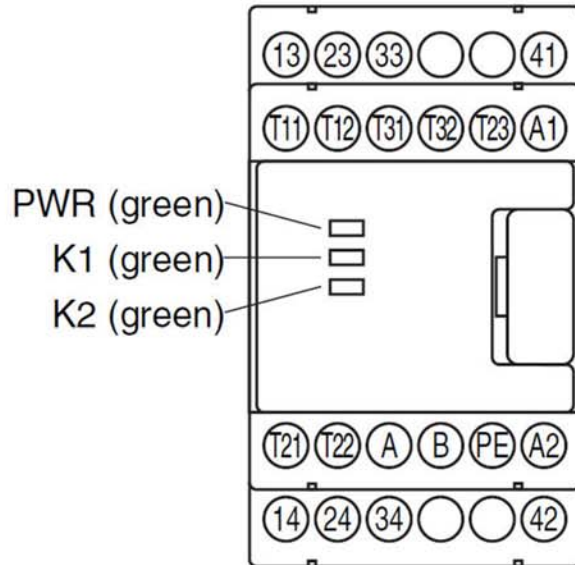 13 23 33 41
T11 T12 T31 T32 T23 A1
PWR (green)
K1 (green)
K2 (green)
T21 T22 A B PE A2
14 24 34 42